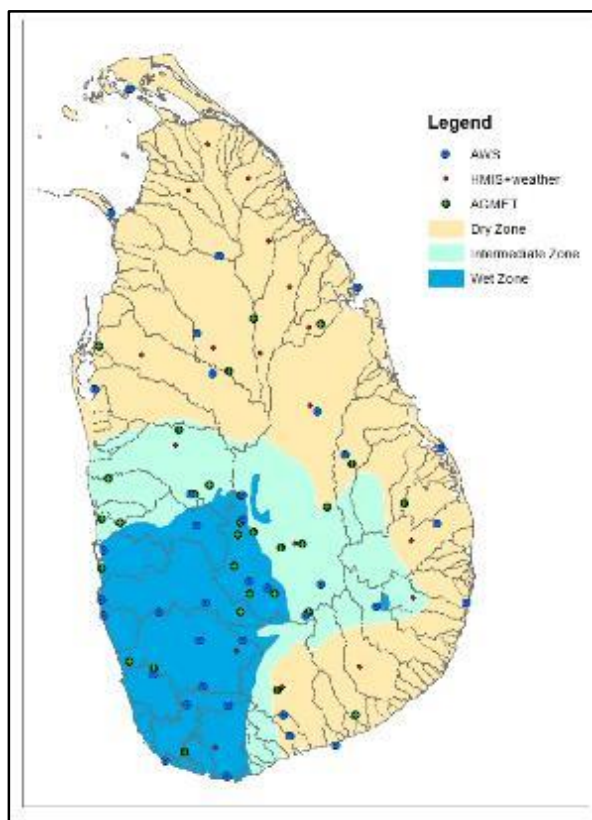 Legend
AWS
HMIS+weather
AGMET
Dry Zone
Intermediate Zone
Wet Zone